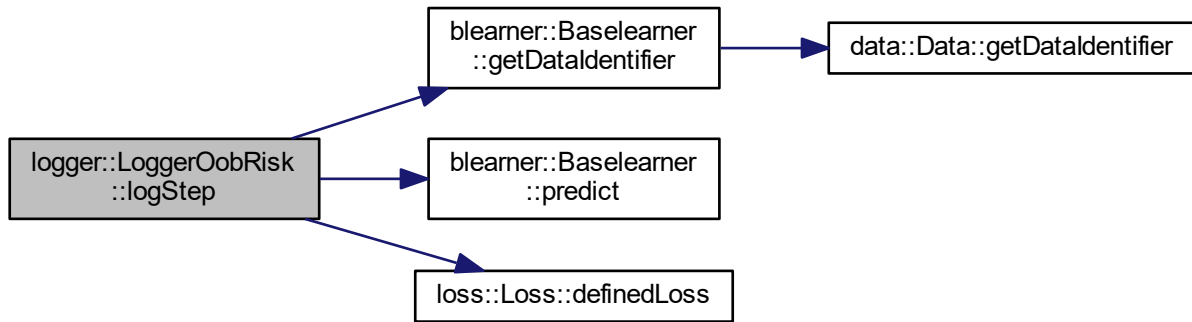 logger::LoggerOobRisk
::logStep
blearner::Baselearner
::getDataIdentifier
data::Data::getDataIdentifier
blearner::Baselearner
::predict
loss::Loss::definedLoss